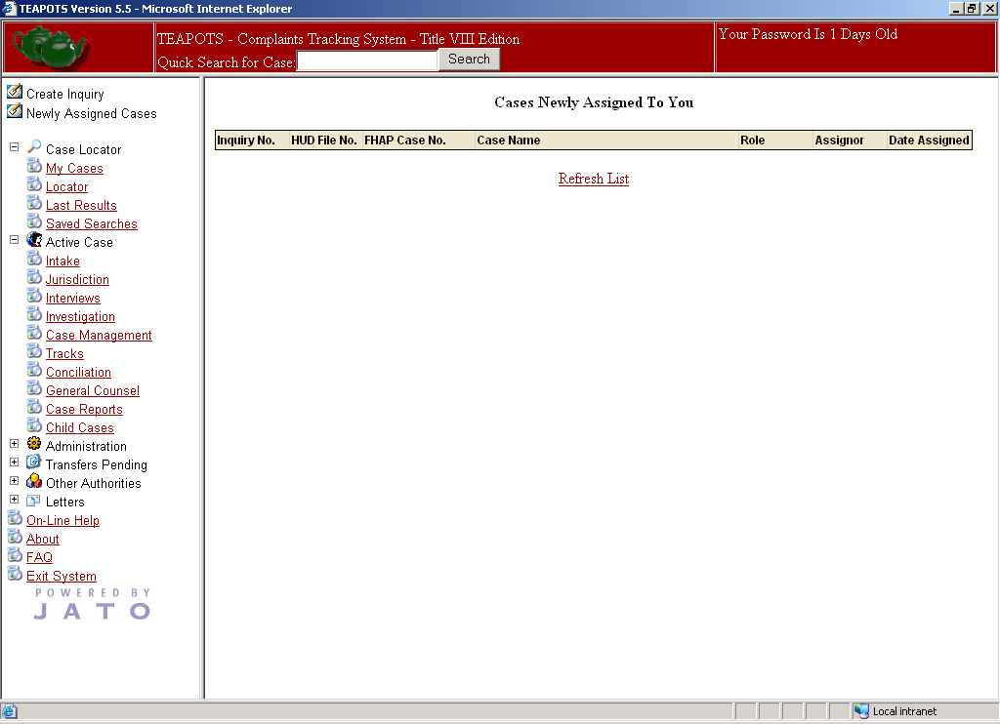 TEAPOTS Version 5.5 - Microsoft Internet Explorer
TEAPOTS - Complaints Tracking System - Title VIII Edition
Quick Search for Case: Search
Your Password Is 1 Days Old
Create Inquiry
Newly Assigned Cases
Case Locator
My Cases
Locator
Last Results
Saved Searches
Active Case
Intake
Jurisdiction
Interviews
Investigation
Case Management
Tracks
Conciliation
General Counsel
Case Reports
Child Cases
Administration
Transfers Pending
Other Authorities
Letters
On-Line Help
About
FAQ
Exit System
POWERED BY
JATO
Cases Newly Assigned To You
Inquiry No. HUD File No. FHAP Case No. Case Name Role Assignor Date Assigned
Refresh List
Local intranet